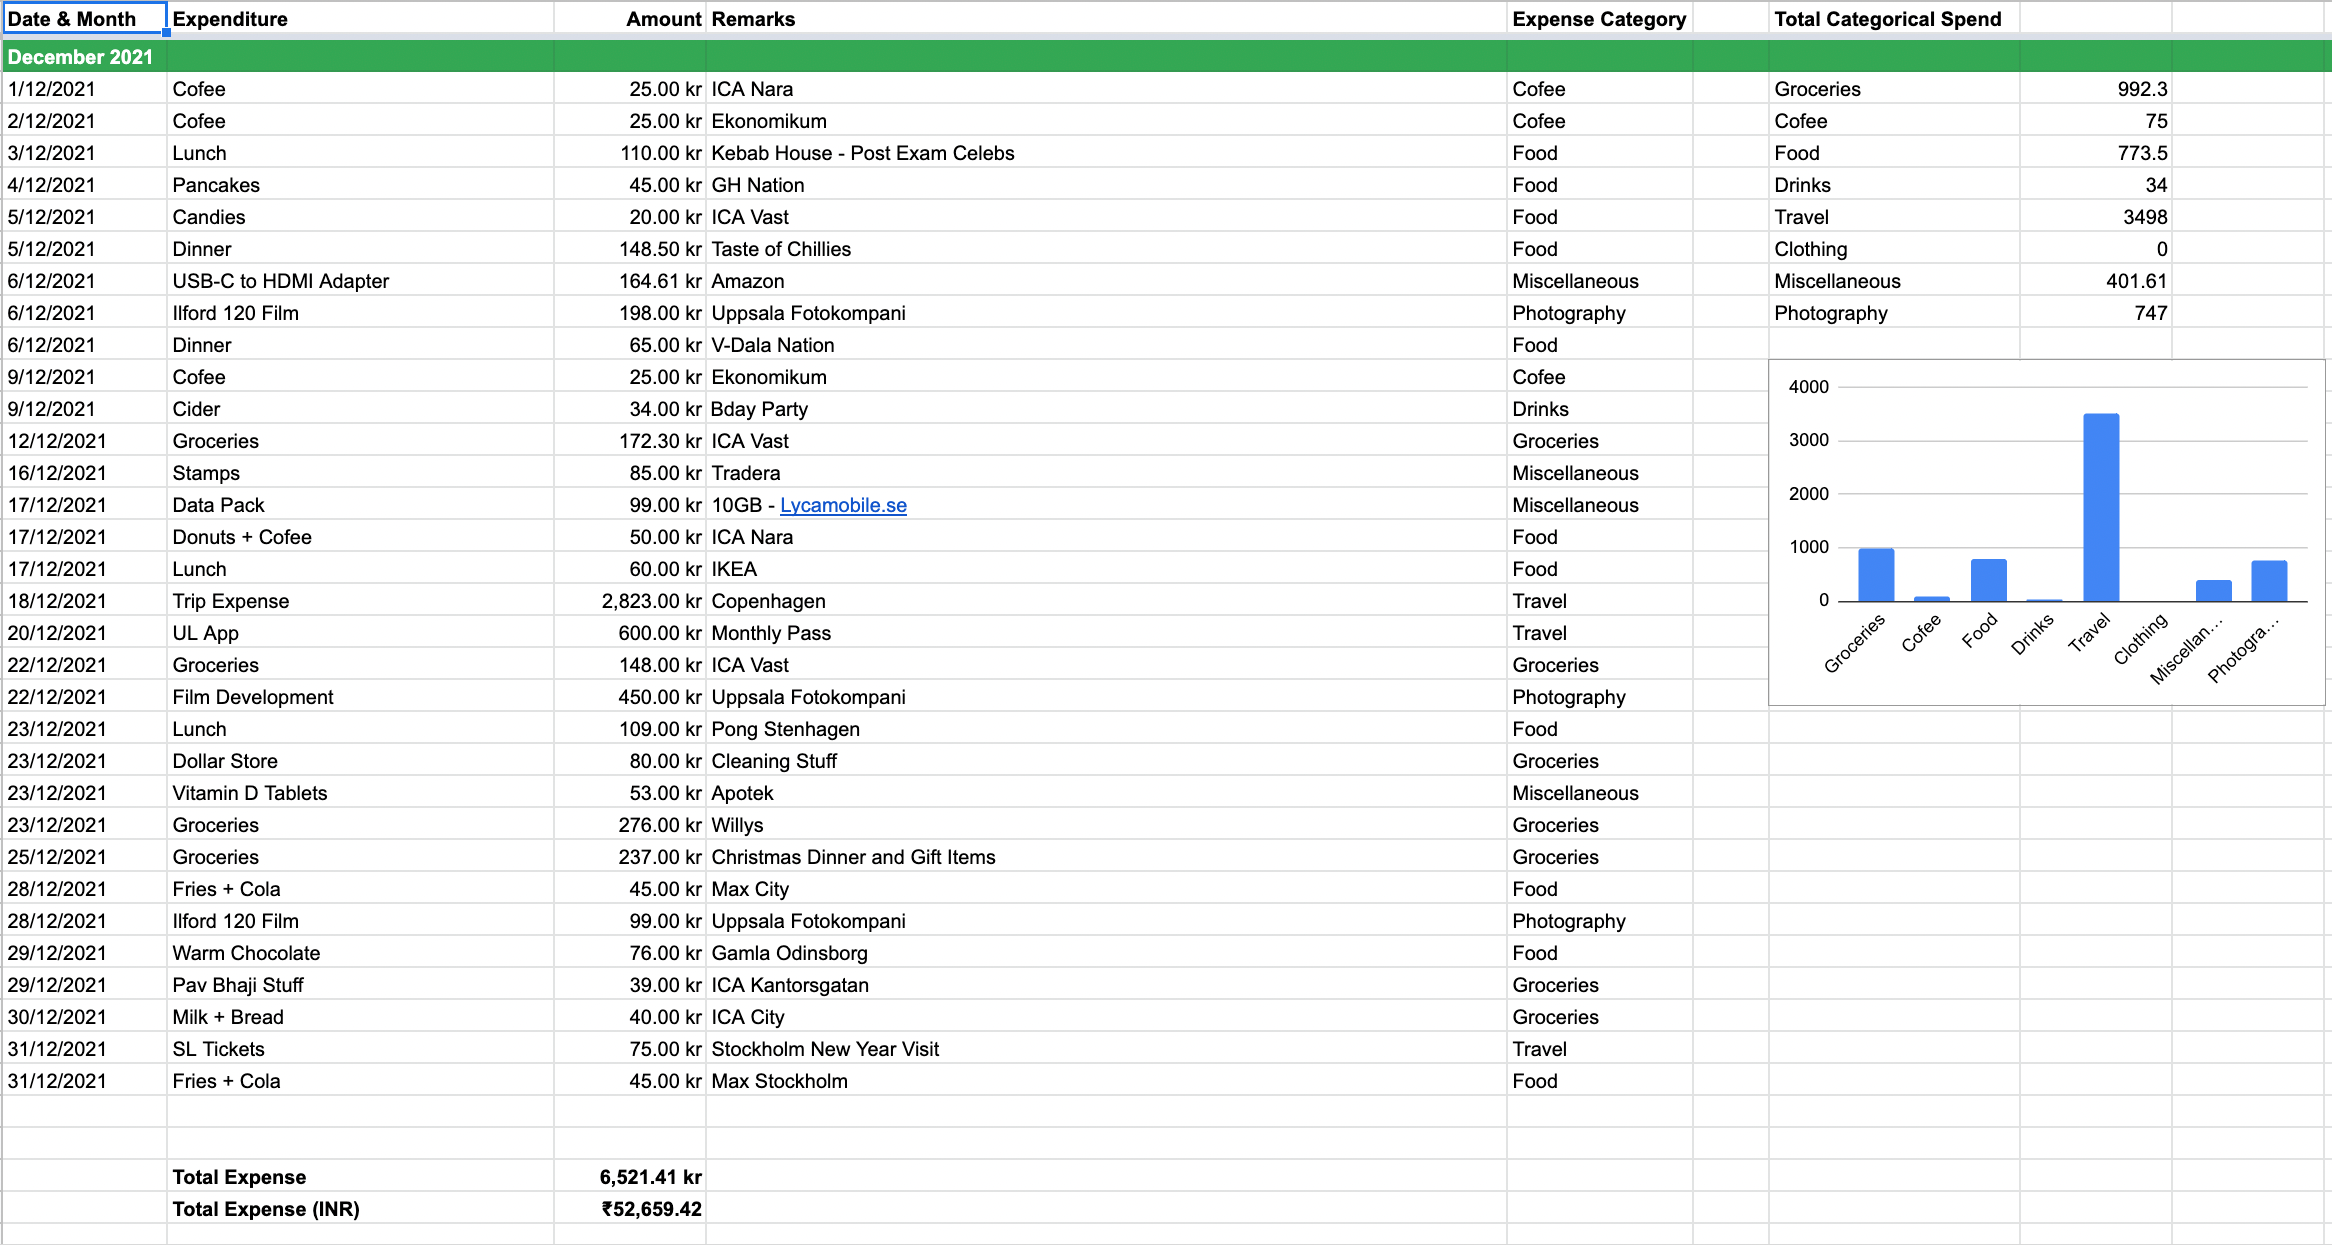 Date & Month Expenditure Amount Remarks Expense Category Total Categorical Spend
December 2021
1/12/2021 Cofee 25.00 kr ICA Nara Cofee Groceries 992.3
2/12/2021 Cofee 25.00 kr Ekonomikum Cofee Cofee 75
3/12/2021 Lunch 110.00 kr Kebab House - Post Exam Celebs Food Food 773.5
4/12/2021 Pancakes 45.00 kr GH Nation Food Drinks 34
5/12/2021 Candies 20.00 kr ICA Vast Food Travel 3498
5/12/2021 Dinner 148.50 kr Taste of Chillies Food Clothing 0
6/12/2021 USB-C to HDMI Adapter 164.61 kr Amazon Miscellaneous Miscellaneous 401.61
6/12/2021 Ilford 120 Film 198.00 kr Uppsala Fotokompani Photography Photography 747
6/12/2021 Dinner 65.00 kr V-Dala Nation Food
9/12/2021 Cofee 25.00 kr Ekonomikum Cofee
9/12/2021 Cider 34.00 kr Bday Party Drinks
12/12/2021 Groceries 172.30 kr ICA Vast Groceries
16/12/2021 Stamps 85.00 kr Tradera Miscellaneous
17/12/2021 Data Pack 99.00 kr 10GB - Lycamobile.se Miscellaneous
17/12/2021 Donuts + Cofee 50.00 kr ICA Nara Food
17/12/2021 Lunch 60.00 kr IKEA Food
18/12/2021 Trip Expense 2,823.00 kr Copenhagen Travel
20/12/2021 UL App 600.00 kr Monthly Pass Travel
22/12/2021 Groceries 148.00 kr ICA Vast Groceries
22/12/2021 Film Development 450.00 kr Uppsala Fotokompani Photography
23/12/2021 Lunch 109.00 kr Pong Stenhagen Food
23/12/2021 Dollar Store 80.00 kr Cleaning Stuff Groceries
23/12/2021 Vitamin D Tablets 53.00 kr Apotek Miscellaneous
23/12/2021 Groceries 276.00 kr Willys Groceries
25/12/2021 Groceries 237.00 kr Christmas Dinner and Gift Items Groceries
28/12/2021 Fries + Cola 45.00 kr Max City Food
28/12/2021 Ilford 120 Film 99.00 kr Uppsala Fotokompani Photography
29/12/2021 Warm Chocolate 76.00 kr Gamla Odinsborg Food
29/12/2021 Pav Bhaji Stuff 39.00 kr ICA Kantorsgatan Groceries
30/12/2021 Milk + Bread 40.00 kr ICA City Groceries
31/12/2021 SL Tickets 75.00 kr Stockholm New Year Visit Travel
31/12/2021 Fries + Cola 45.00 kr Max Stockholm Food
Total Expense 6,521.41 kr
Total Expense (INR) ₹52,659.42
4000
3000
2000
1000
0
Groceries Cofee Food Drinks Travel Clothing Miscellan... Photogra...